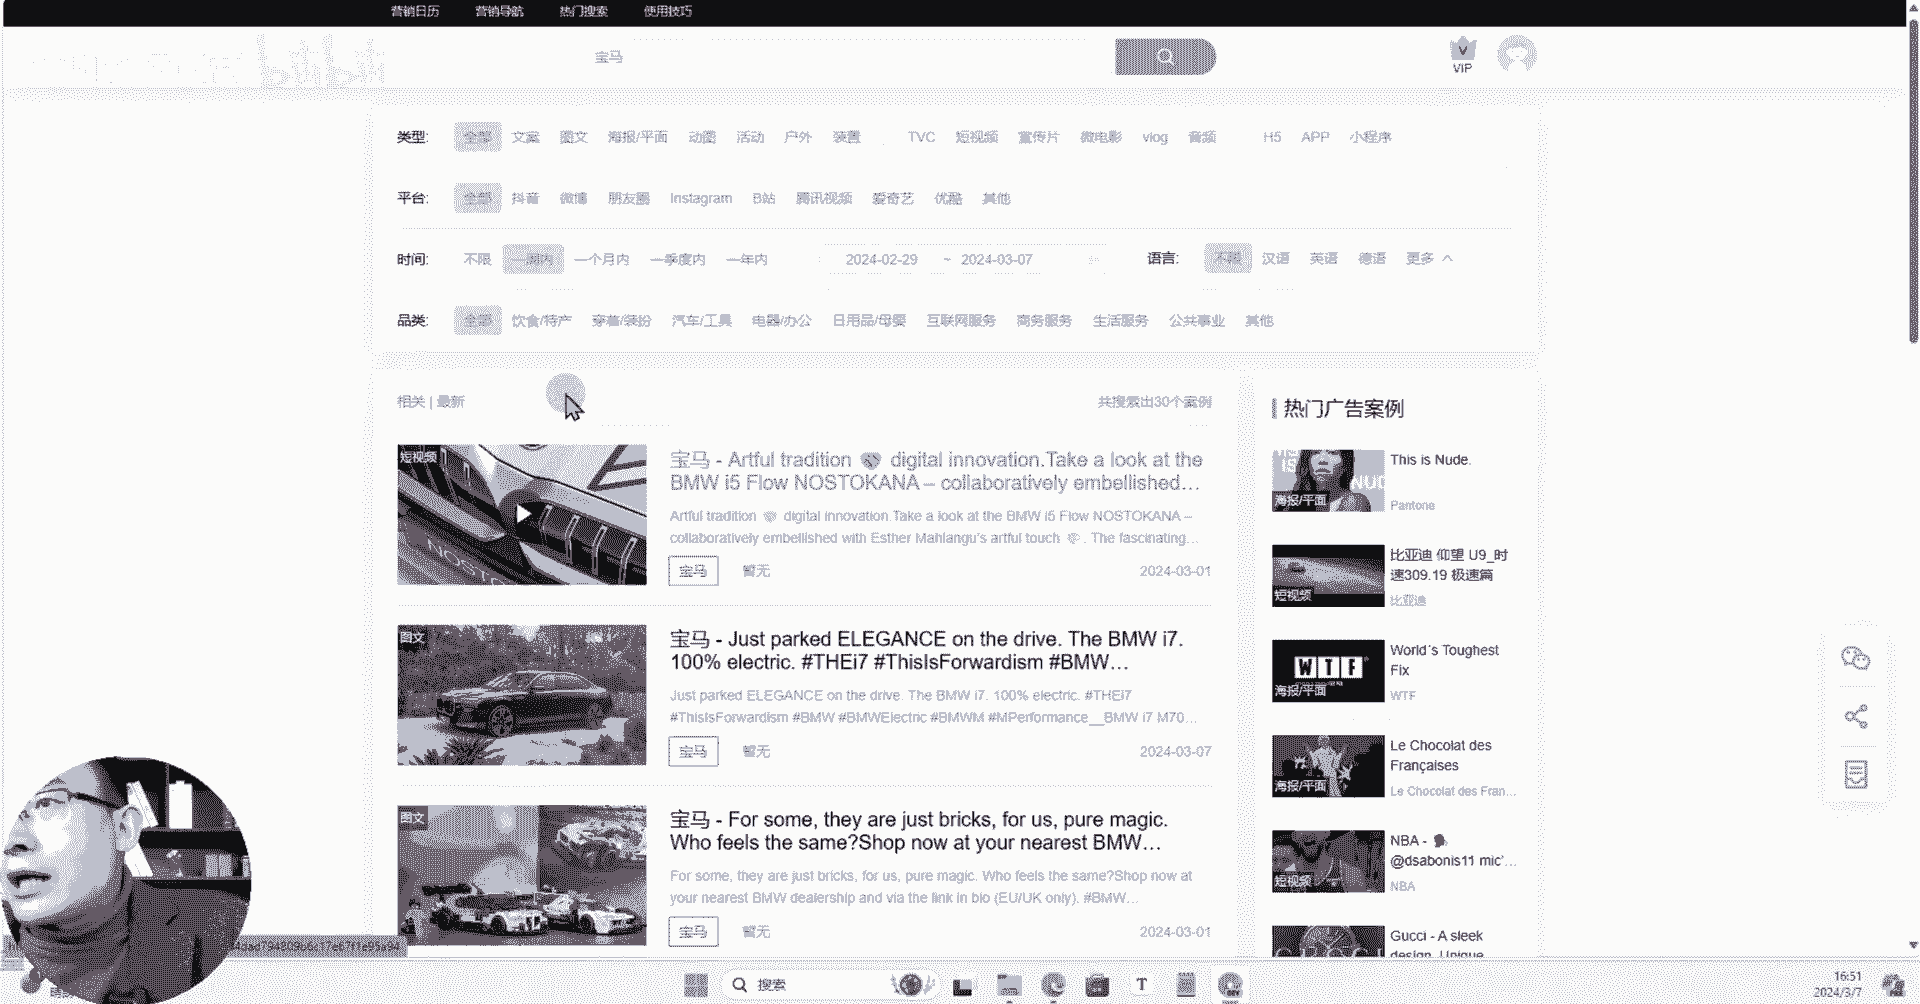 营销日历 营销导航 热门搜索 使用技巧
bilibili
宝马
VIP
类型: 全部 文案 图文 海报/平面 动图 活动 户外 装置 TVC 短视频 宣传片 微电影 vlog 音频 H5 APP 小程序
平台: 全部 抖音 微博 朋友圈 Instagram B站 腾讯视频 爱奇艺 优酷 其他
时间: 不限 一周内 一个月内 一季度内 一年内 2024-02-29 ~ 2024-03-07 语言: 不限 汉语 英语 德语 更多
品类: 全部 饮食/特产 穿着/装扮 汽车/工具 电器/办公 日用品/母婴 互联网服务 商务服务 生活服务 公共事业 其他
相关 | 最新
共搜索出30个案例
短视频
宝马 - Artful tradition 🤝 digital innovation.Take a look at the
BMW i5 Flow NOSTOKANA – collaboratively embellished...
Artful tradition 🤝 digital innovation.Take a look at the BMW i5 Flow NOSTOKANA –
collaboratively embellished with Esther Mahlangu's artful touch. The fascinating...
宝马 暂无 2024-03-01
图文
宝马 - Just parked ELEGANCE on the drive. The BMW i7.
100% electric. #THEi7 #ThisIsForwardism #BMW...
Just parked ELEGANCE on the drive. The BMW i7. 100% electric. #THEi7
#ThisIsForwardism #BMW #BMWElectric #BMWM #MPerformance__BMW i7 M70...
宝马 暂无 2024-03-07
图文
宝马 - For some, they are just bricks, for us, pure magic.
Who feels the same?Shop now at your nearest BMW...
For some, they are just bricks, for us, pure magic. Who feels the same?Shop now at
your nearest BMW dealership and via the link in bio (EU/UK only). #BMW...
宝马 暂无 2024-03-01
热门广告案例
海报/平面
This is Nude.
Pantone
短视频
比亚迪 仰望 U9_时
速309.19 极速篇
比亚迪
WTF
海报/平面
World´s Toughest
Fix
WTF
海报/平面
Le Chocolat des
Françaises
Le Chocolat des Fran...
短视频
NBA - 🗣
@dsabonis11 mic'...
NBA
Gucci - A sleek
design. Unique
搜索
16:51
2024/3/7